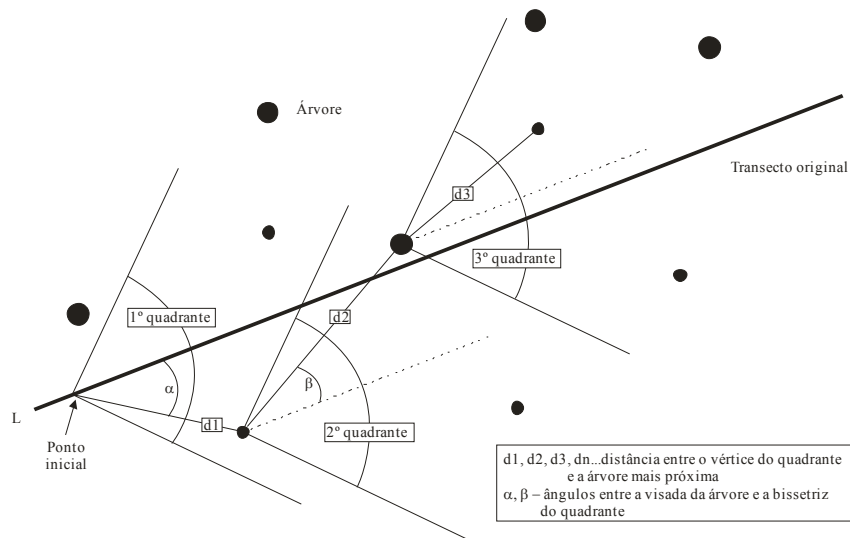 Árvore
Transecto original
d3
3º quadrante
1º quadrante
d2
α
β
d1
2º quadrante
L
Ponto
inicial
d1, d2, d3, dn...distância entre o vértice do quadrante
e a árvore mais próxima
α, β – ângulos entre a visada da árvore e a bissetriz
do quadrante